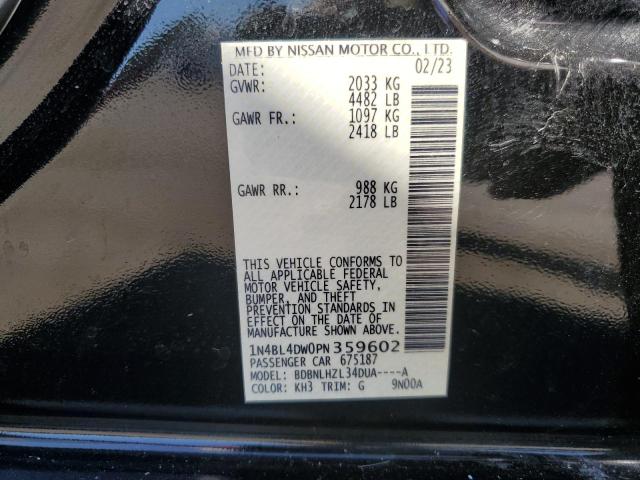 MFD BY NISSAN MOTOR CO., LTD.
DATE: 02/23
GVWR: 2033 KG
4482 LB
GAWR FR.: 1097 KG
2418 LB
GAWR RR.: 988 KG
2178 LB
THIS VEHICLE CONFORMS TO
ALL APPLICABLE FEDERAL
MOTOR VEHICLE SAFETY,
BUMPER, AND THEFT
PREVENTION STANDARDS IN
EFFECT ON THE DATE OF
MANUFACTURE SHOWN ABOVE.
1N4BL4DW0PN359602
PASSENGER CAR 675187
MODEL: BDBNLHZL34DUA----A
COLOR: KH3 TRIM: G 9N00A